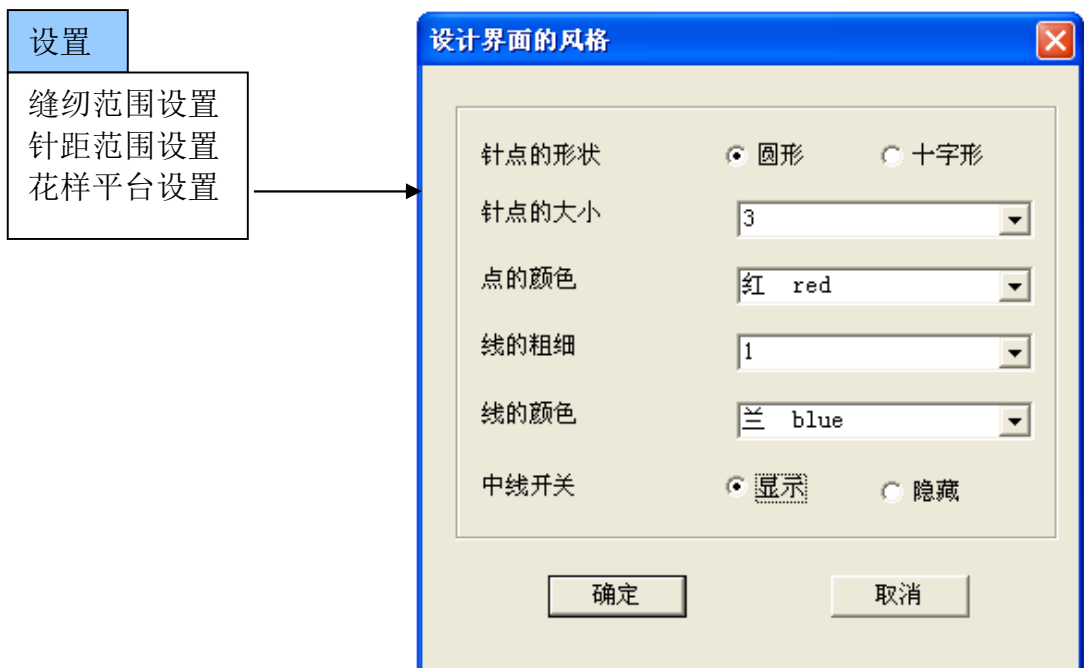 设置
缝纫范围设置
针距范围设置
花样平台设置
设计界面的风格
针点的形状 圆形 十字形
针点的大小 3
点的颜色 红 red
线的粗细 1
线的颜色 兰 blue
中线开关 显示 隐藏
确定 取消